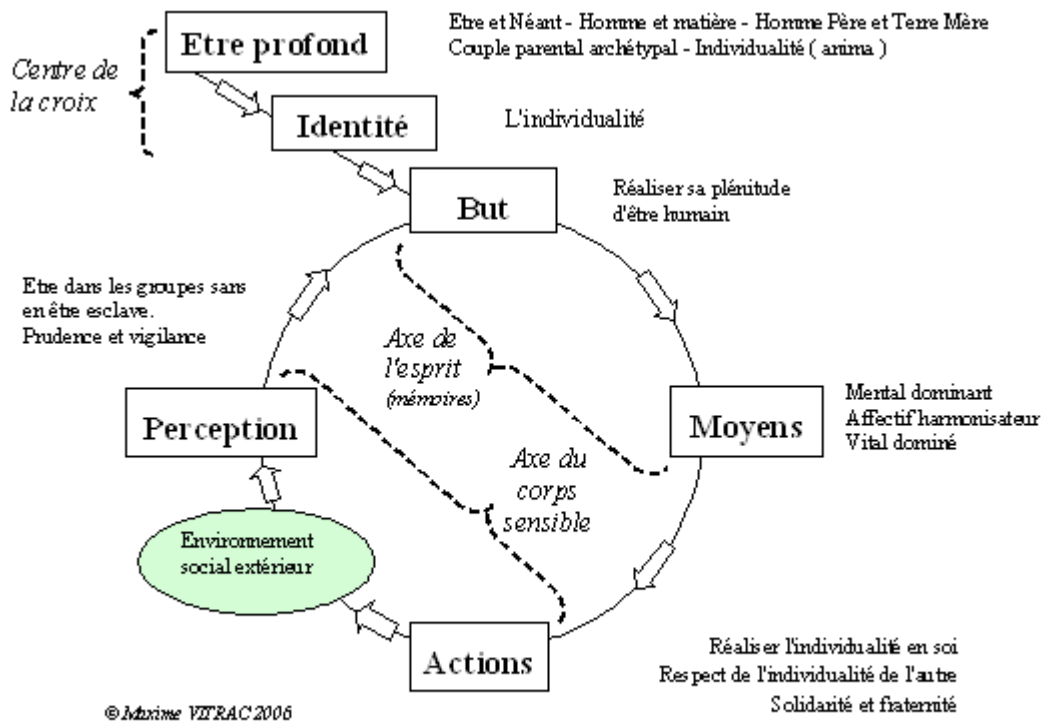 Etre profond
Etre et Néant - Homme et matière - Homme Père et Terre Mère
Couple parental archétypal - Individualité ( anima )
Centre de
la croix
Identité
L'individualité
But
Réaliser sa plénitude
d'être humain
Etre dans les groupes sans
en être esclave.
Prudence et vigilance
Axe de
l'esprit
(mémoires)
Perception
Moyens
Mental dominant
Affectif harmonisateur
Vital dominé
Axe du
corps
sensible
Environnement
social extérieur
Actions
Réaliser l'individualité en soi
Respect de l'individualité de l'autre
Solidarité et fraternité
© Maxime VITRAC 2006